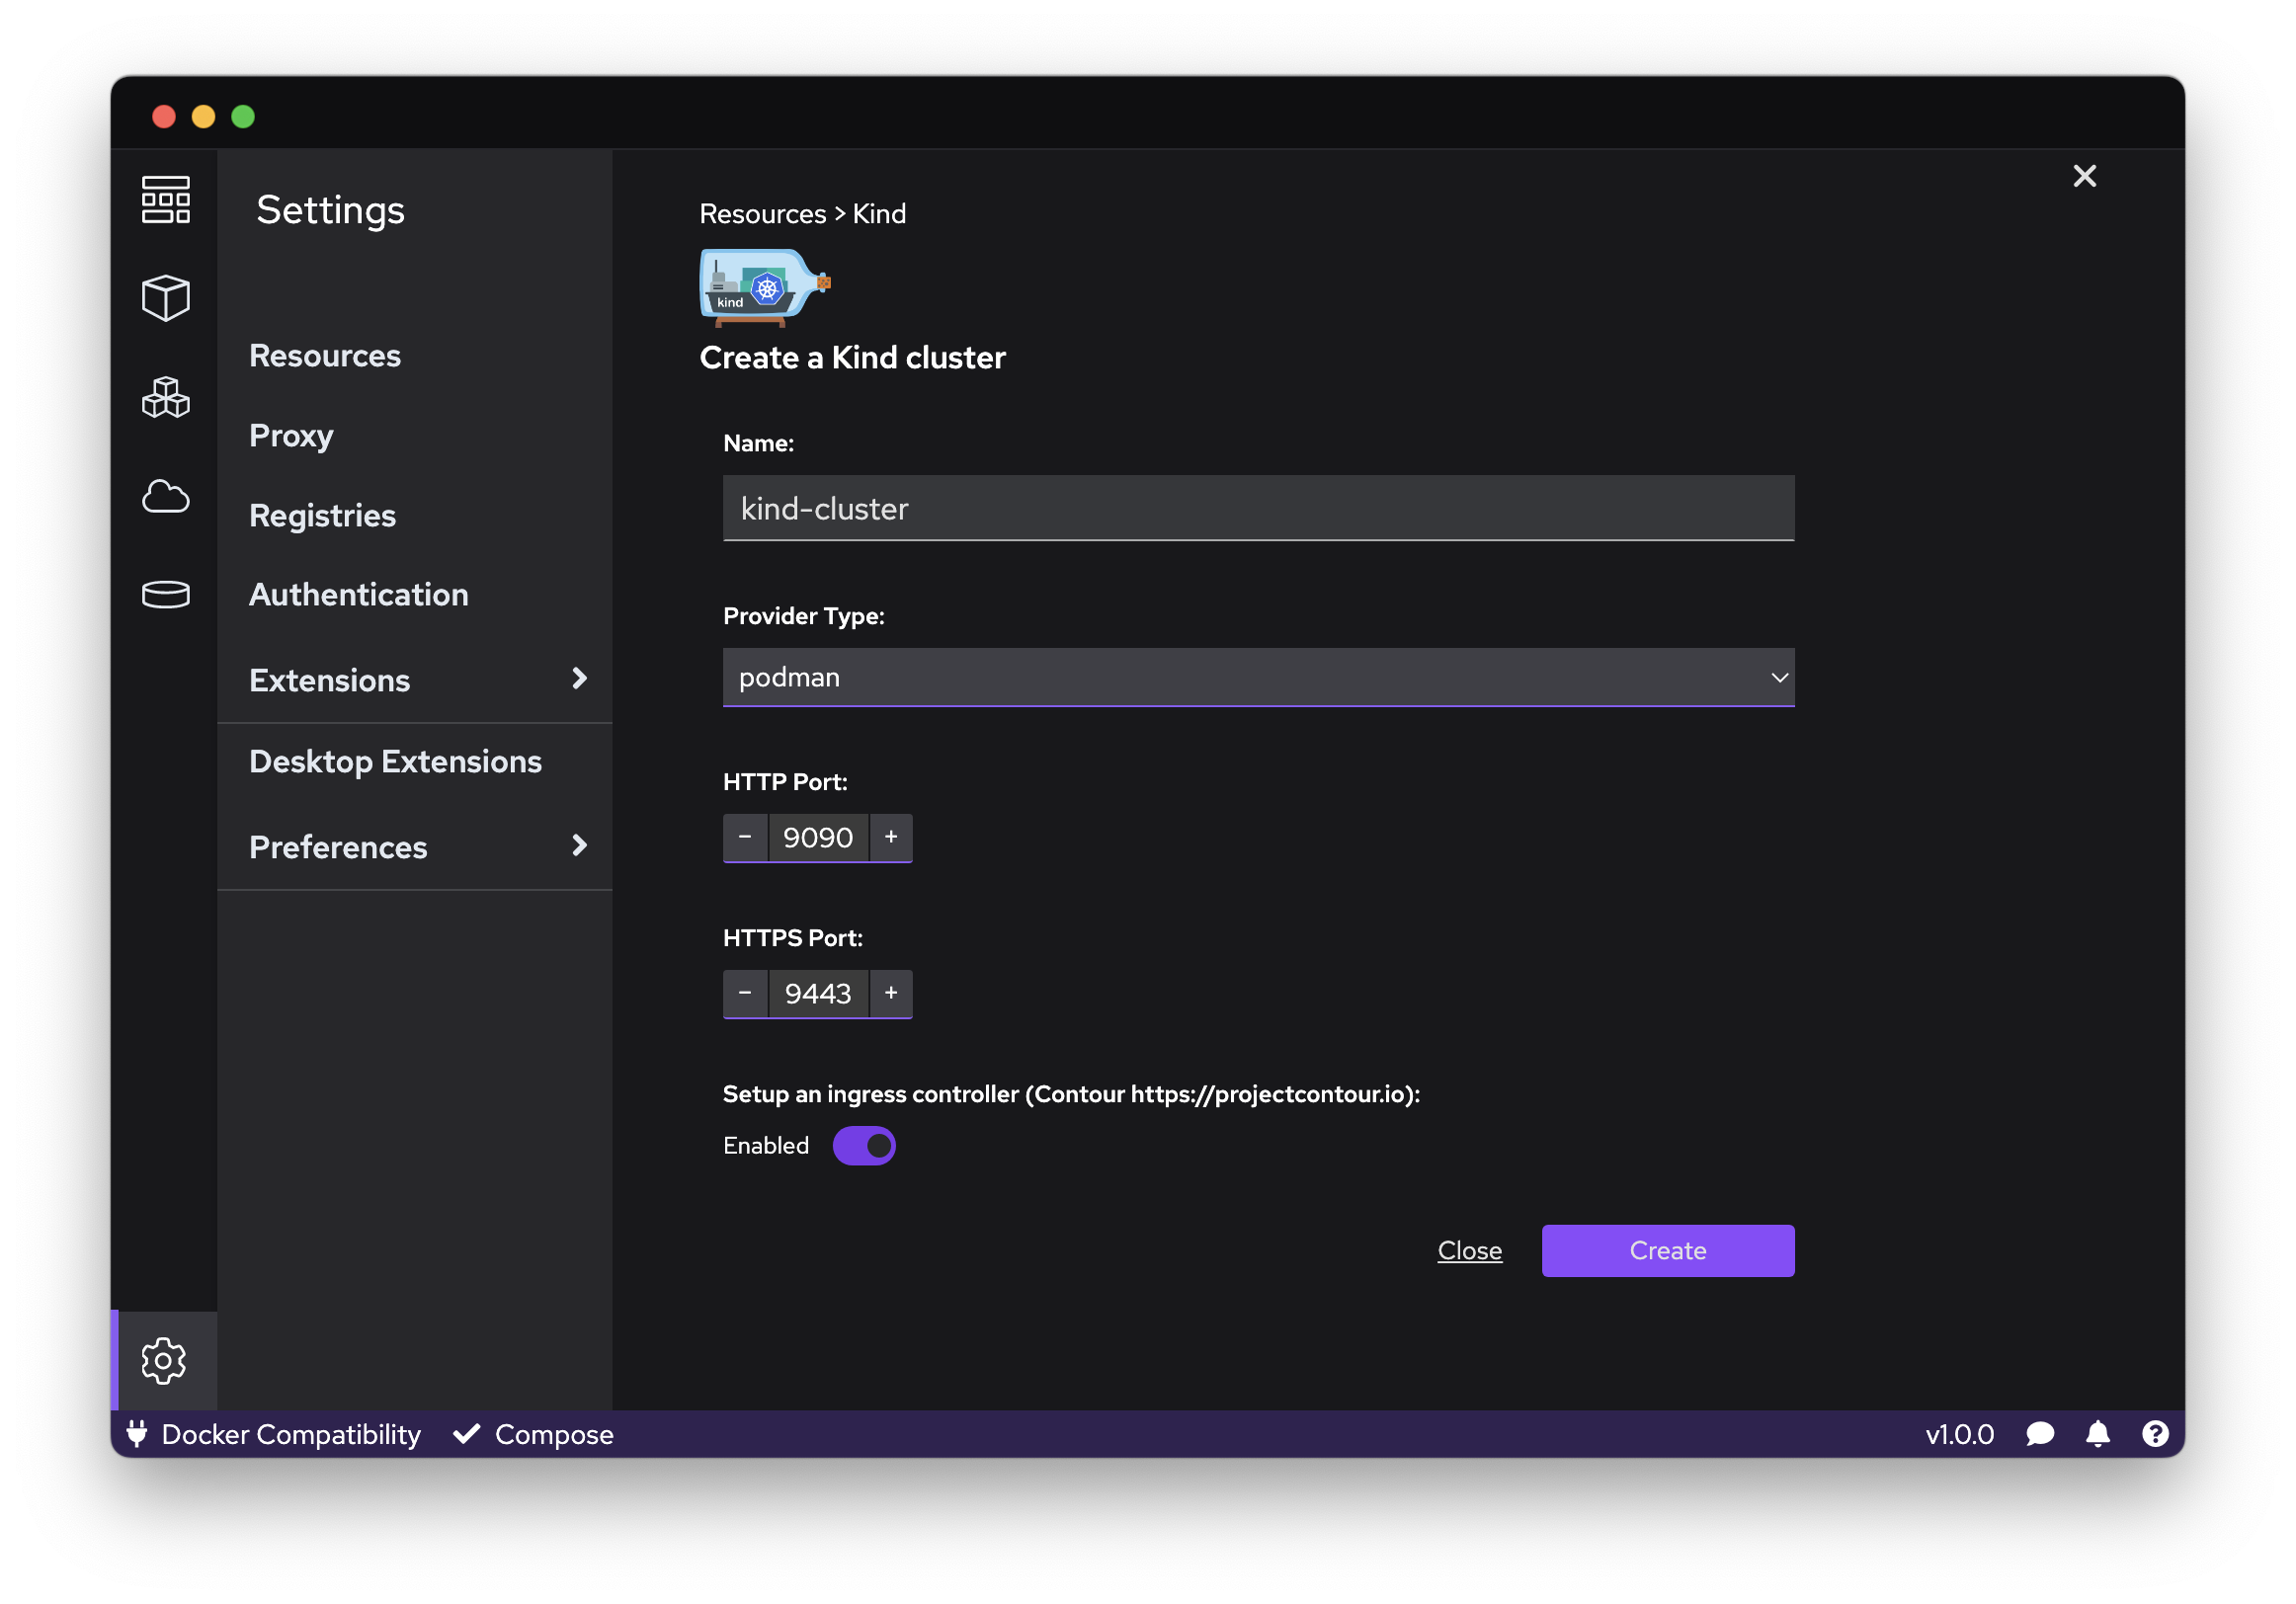 Settings
Resources
Proxy
Registries
Authentication
Extensions
Desktop Extensions
Preferences
Resources > Kind
kind
Create a Kind cluster
Name:
kind-cluster
Provider Type:
podman
HTTP Port:
− 9090 +
HTTPS Port:
− 9443 +
Setup an ingress controller (Contour https://projectcontour.io):
Enabled
Close Create
Docker Compatibility Compose v1.0.0